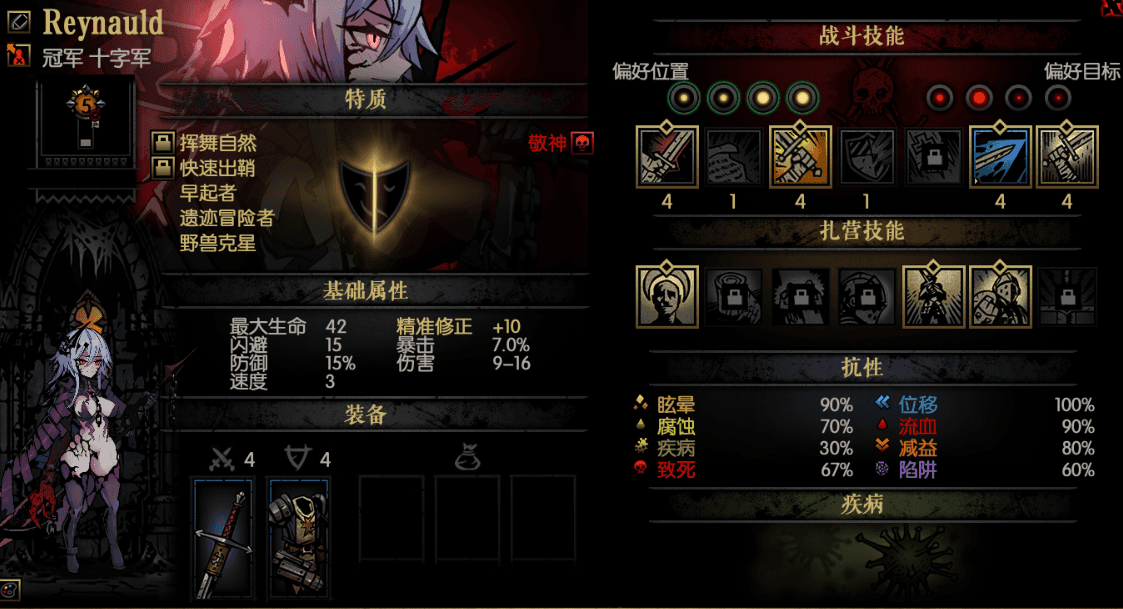 Reynauld
冠军 十字军
5
特质
挥舞自然
敬神
快速出鞘
早起者
遗迹冒险者
野兽克星
基础属性
最大生命 42 精准修正 +10
闪避 15 暴击 7.0%
防御 15% 伤害 9-16
速度 3
装备
4 4
战斗技能
偏好位置 偏好目标
4 1 4 1 4 4
扎营技能
抗性
眩晕 90% 位移 100%
腐蚀 70% 流血 90%
疾病 30% 减益 80%
致死 67% 陷阱 60%
疾病